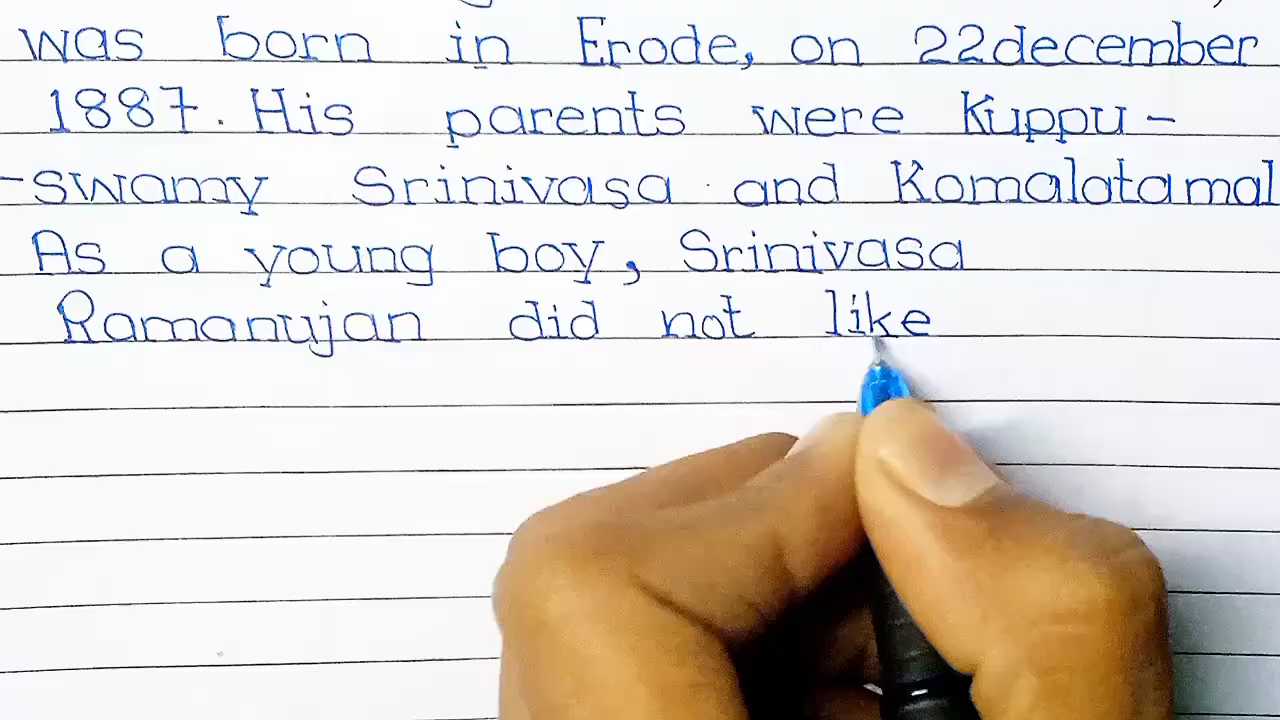 was born in Erode, on 22december
1887. His parents were Kuppu-
-swamy Srinivasa and Komalatamal
As a young boy, Srinivasa
Ramanujan did not like